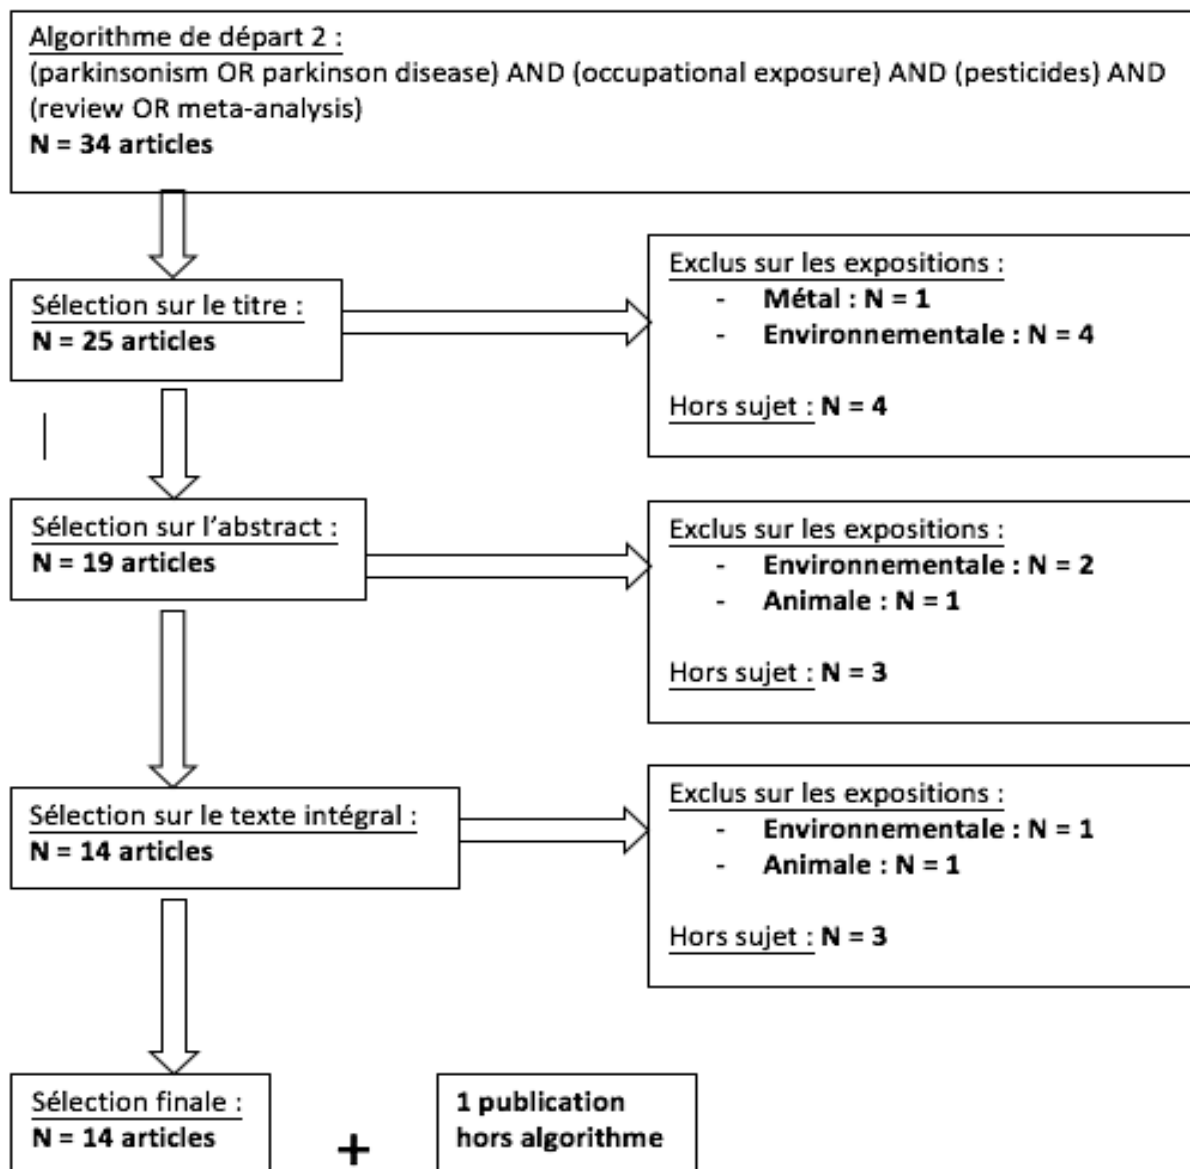 Algorithme de départ 2 :
(parkinsonism OR parkinson disease) AND (occupational exposure) AND (pesticides) AND
(review OR meta-analysis)
N = 34 articles
Sélection sur le titre :
N = 25 articles
Exclus sur les expositions :
- Métal : N = 1
- Environnementale : N = 4
Hors sujet : N = 4
Sélection sur l'abstract :
N = 19 articles
Exclus sur les expositions :
- Environnementale : N = 2
- Animale : N = 1
Hors sujet : N = 3
Sélection sur le texte intégral :
N = 14 articles
Exclus sur les expositions :
- Environnementale : N = 1
- Animale : N = 1
Hors sujet : N = 3
Sélection finale :
N = 14 articles
+
1 publication
hors algorithme